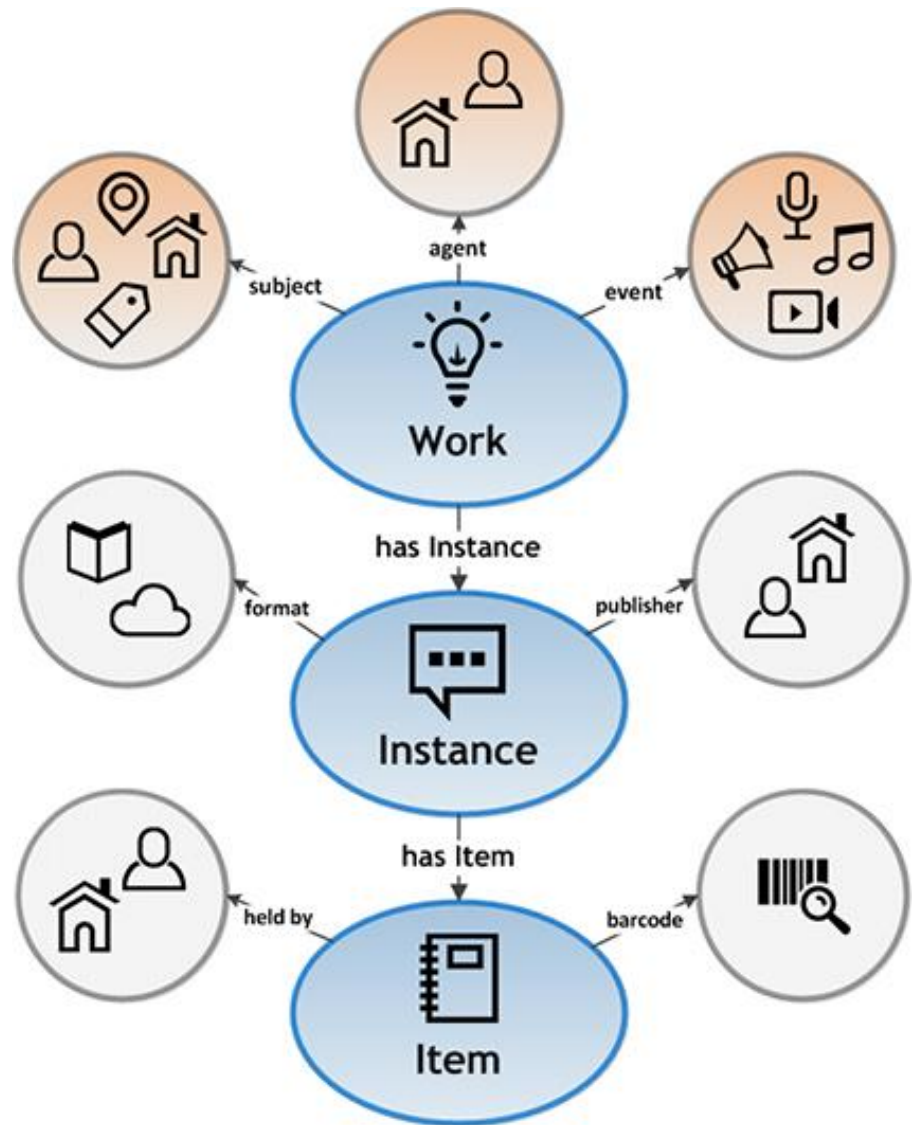 agent
subject
event
Work
has Instance
format
publisher
Instance
has Item
held by
barcode
Item